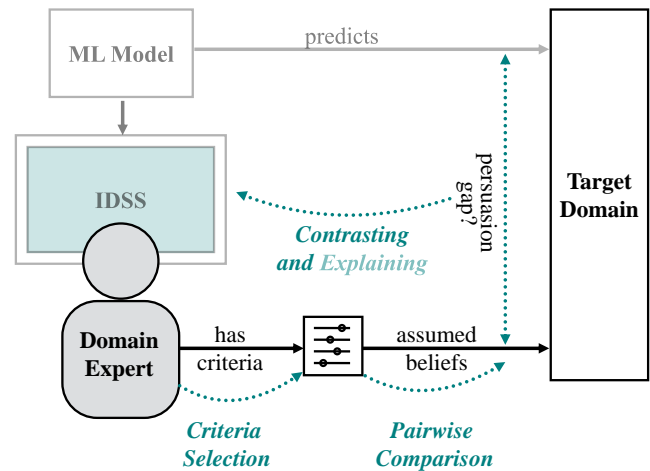 ML Model
predicts
IDSS
persuasion
gap?
Target
Domain
Contrasting
and Explaining
Domain
Expert
has
criteria
assumed
beliefs
Criteria
Selection
Pairwise
Comparison